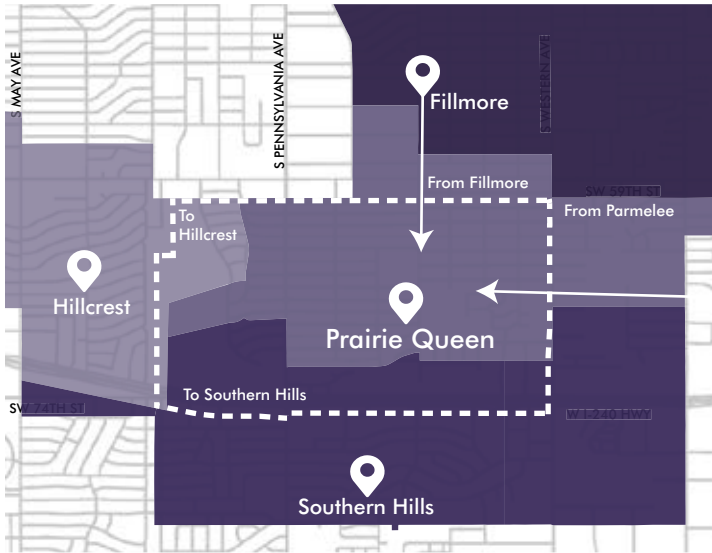 S MAY AVE
S PENNSYLVANIA AVE
S WESTERN AVE
Fillmore
SW 59TH ST
From Fillmore
From Parmelee
To
Hillcrest
Hillcrest
Prairie Queen
To Southern Hills
SW 74TH ST
W I-240 HWY
Southern Hills